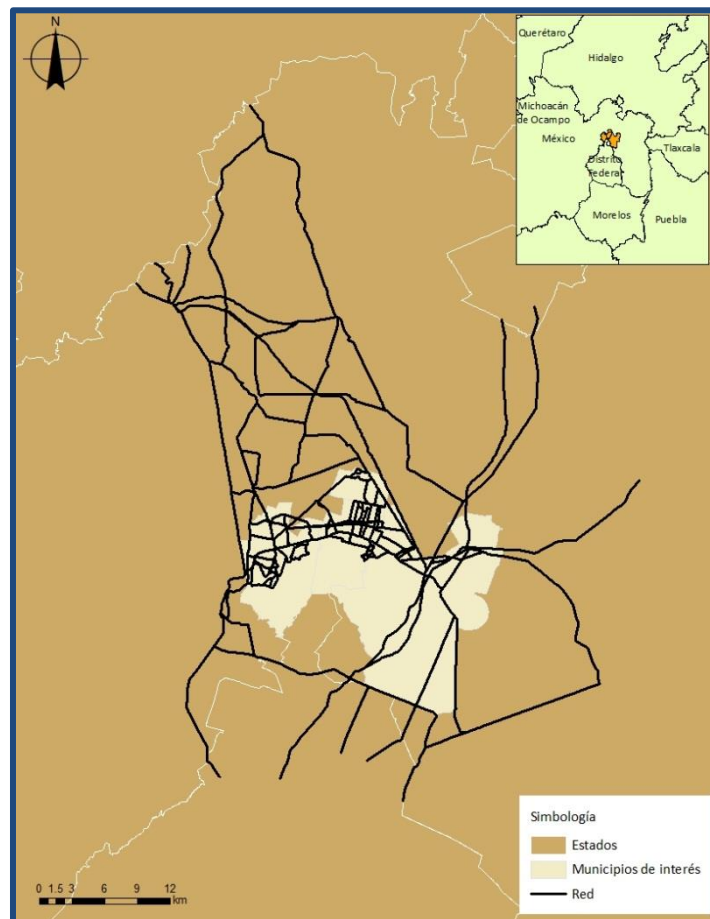 N
Querétaro
Hidalgo
Michoacán
de Ocampo
México
Tlaxcala
Distrito
Federal
Morelos
Puebla
Simbología
Estados
Municipios de interés
Red
0 1.5 3 6 9 12
km